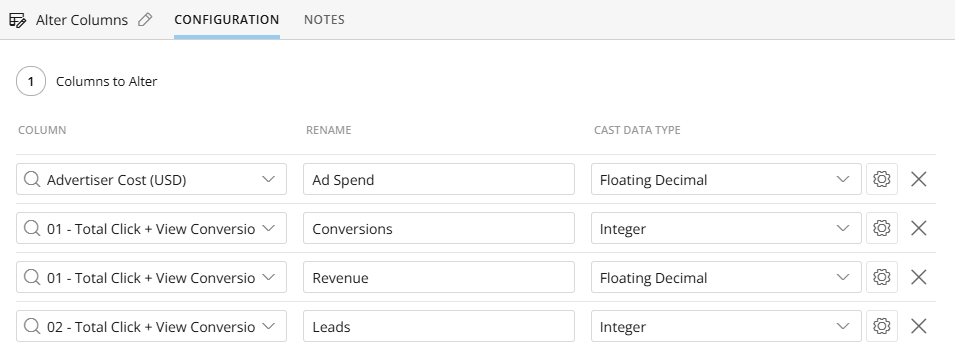 Alter Columns CONFIGURATION NOTES
1 Columns to Alter
COLUMN RENAME CAST DATA TYPE
Advertiser Cost (USD) Ad Spend Floating Decimal
01 - Total Click + View Conversio Conversions Integer
01 - Total Click + View Conversio Revenue Floating Decimal
02 - Total Click + View Conversio Leads Integer